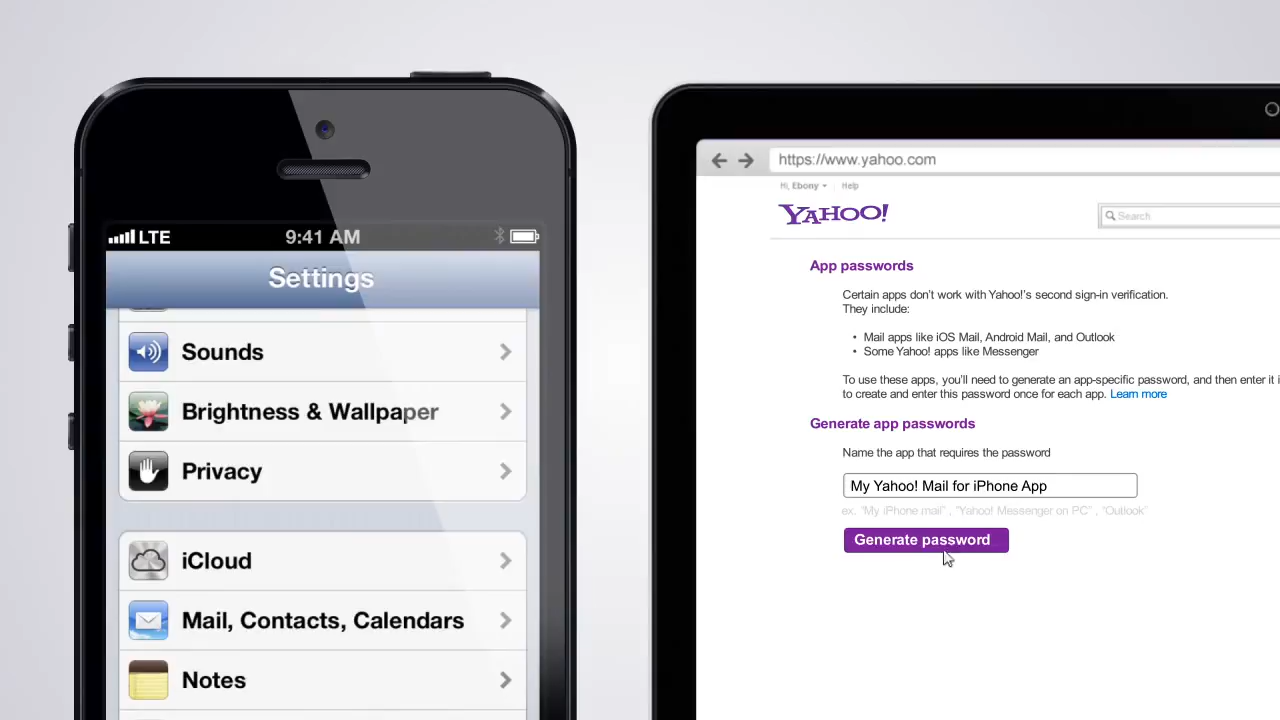 LTE
9:41 AM
Settings
Sounds
Brightness & Wallpaper
Privacy
iCloud
Mail, Contacts, Calendars
Notes
https://www.yahoo.com
Hi, Ebony
Help
YAHOO!
Search
App passwords
Certain apps don't work with Yahoo!'s second sign-in verification.
They include:
• Mail apps like iOS Mail, Android Mail, and Outlook
• Some Yahoo! apps like Messenger
To use these apps, you'll need to generate an app-specific password, and then enter it i
to create and enter this password once for each app. Learn more
Generate app passwords
Name the app that requires the password
My Yahoo! Mail for iPhone App
ex. "My iPhone mail" , "Yahoo! Messenger on PC" , "Outlook"
Generate password